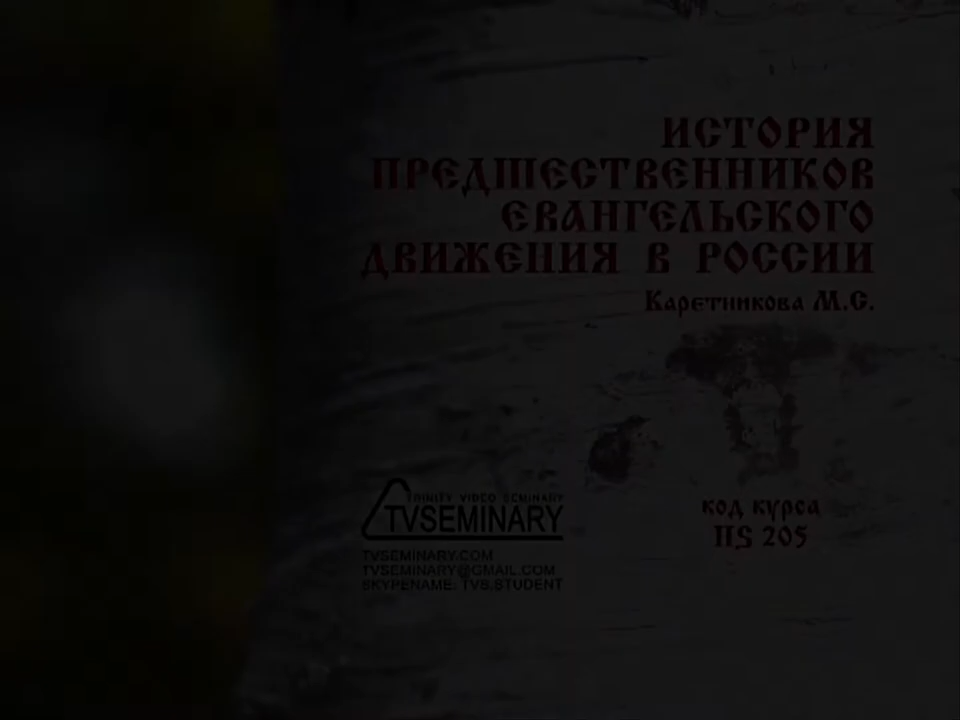 ИСТОРИЯ
ПРЕДШЕСТВЕННИКОВ
ЕВАНГЕЛЬСКОГО
ДВИЖЕНИЯ В РОССИИ
Каретникова М.С.
TRINITY VIDEO SEMINARY
TVSEMINARY
TVSEMINARY.COM
TVSEMINARY@GMAIL.COM
SKYPENAME: TVS.STUDENT
код курса
HS 205